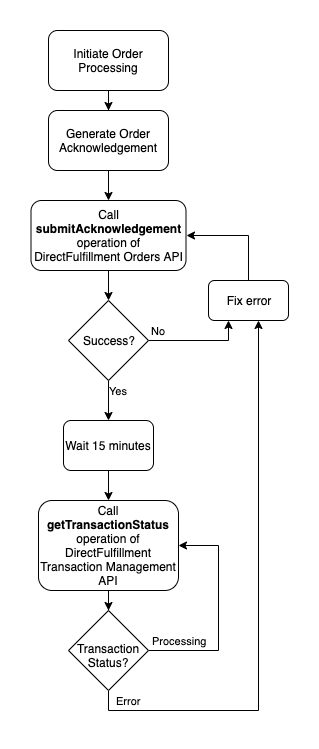 Initiate Order
Processing
Generate Order
Acknowledgement
Call
submitAcknowledgement
operation of
DirectFulfillment Orders API
Fix error
Success?
No
Yes
Wait 15 minutes
Call
getTransactionStatus
operation of
DirectFulfillment
Transaction Management
API
Processing
Transaction
Status?
Error